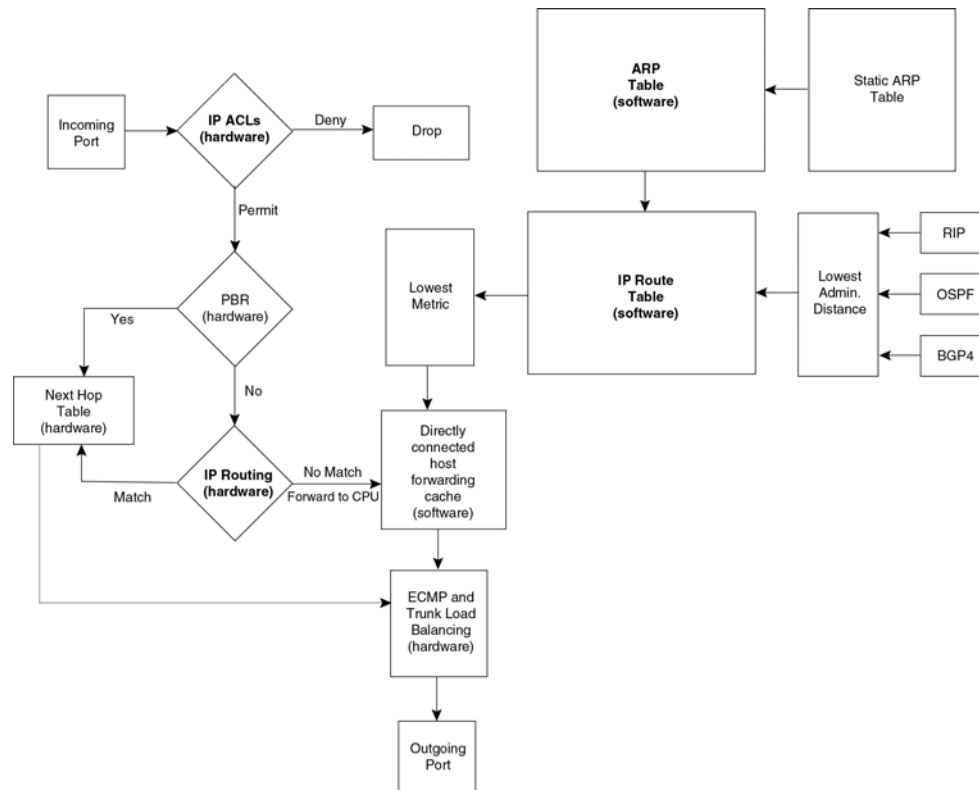 Incoming
Port
IP ACLs
(hardware)
Deny
Drop
ARP
Table
(software)
Static ARP
Table
Permit
PBR
(hardware)
Yes
No
Lowest
Metric
IP Route
Table
(software)
Lowest
Admin.
Distance
RIP
OSPF
BGP4
Next Hop
Table
(hardware)
Match
IP Routing
(hardware)
No Match
Forward to CPU
Directly
connected
host
forwarding
cache
(software)
ECMP and
Trunk Load
Balancing
(hardware)
Outgoing
Port